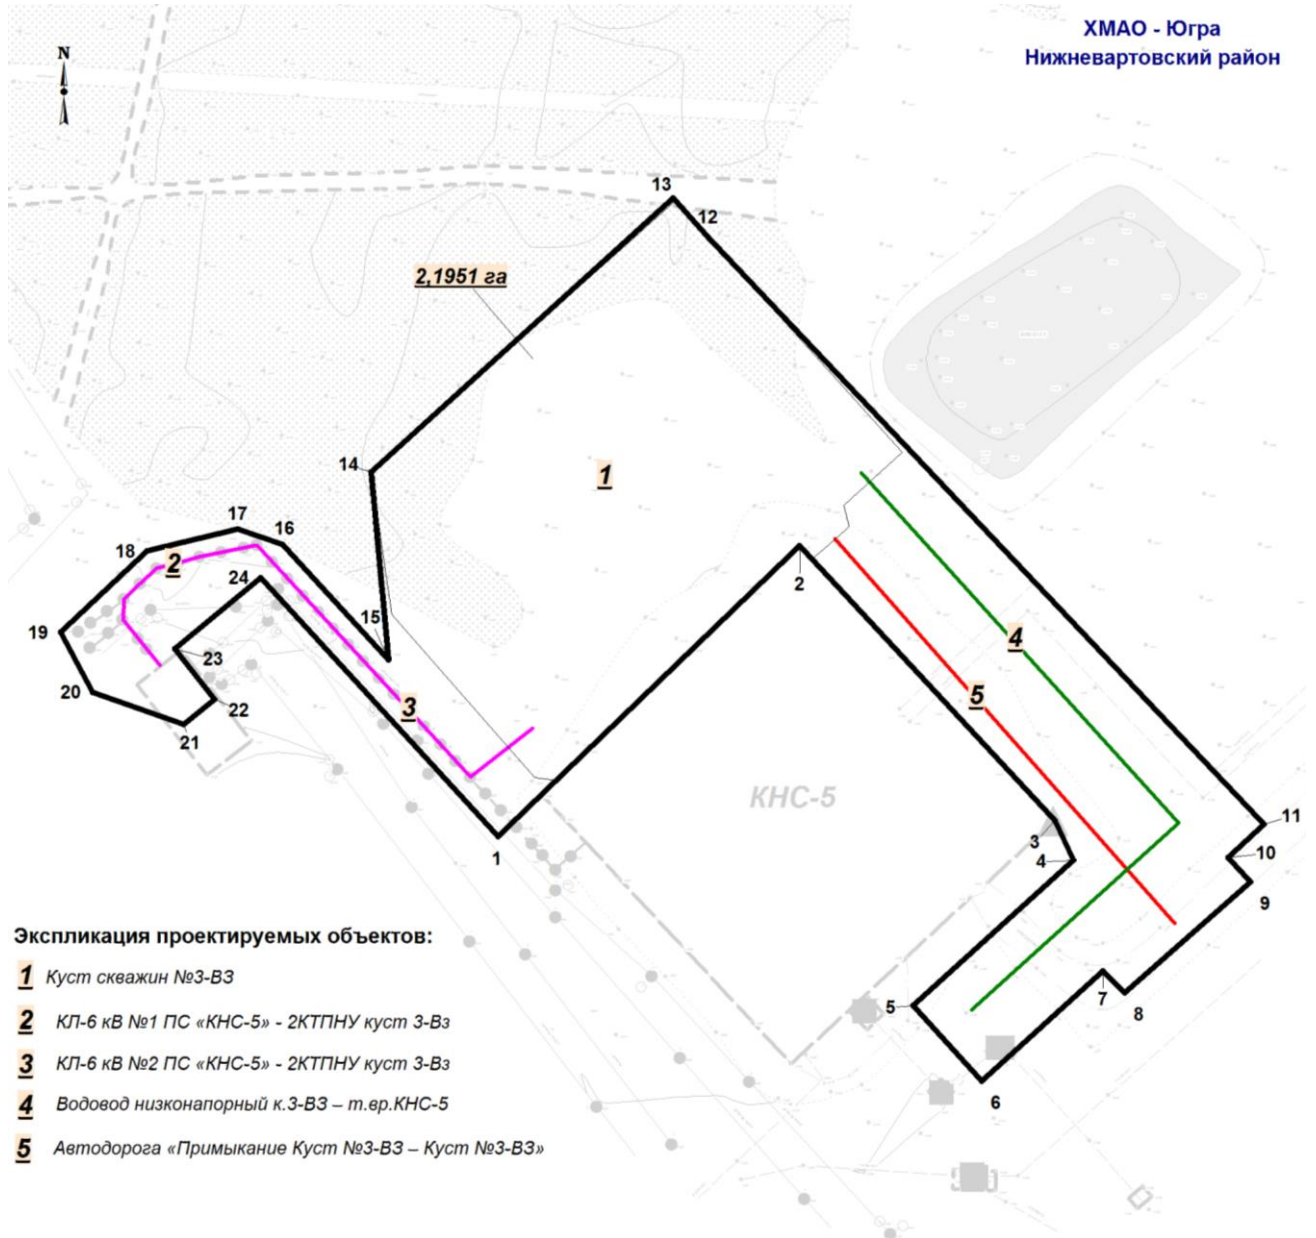 ХМАО - Югра
Нижневартовский район
N
13
12
2,1951 га
14
1
17
16
18
2
24
15
2
19
23
4
20
3
5
22
21
КНС-5
11
3
1
4
10
9
5
7
8
6
Экспликация проектируемых объектов:
1 Куст скважин №3-ВЗ
2 КЛ-6 кВ №1 ПС «КНС-5» - 2КТПНУ куст 3-Вз
3 КЛ-6 кВ №2 ПС «КНС-5» - 2КТПНУ куст 3-Вз
4 Водовод низконапорный к.3-ВЗ – т.вр.КНС-5
5 Автодорога «Примыкание Куст №3-ВЗ – Куст №3-ВЗ»